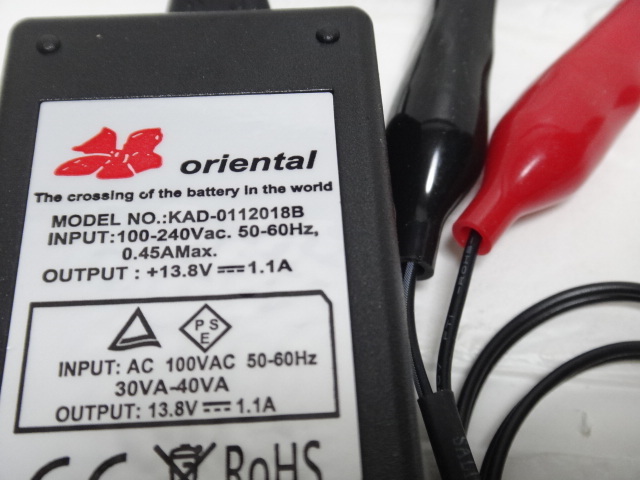 oriental
The crossing of the battery in the world
MODEL NO.:KAD-0112018B
INPUT:100-240Vac. 50-60Hz,
0.45AMax.
OUTPUT : +13.8V 1.1A
P
S
E
INPUT: AC 100VAC 50-60Hz
30VA-40VA
OUTPUT: 13.8V 1.1A
RoHS